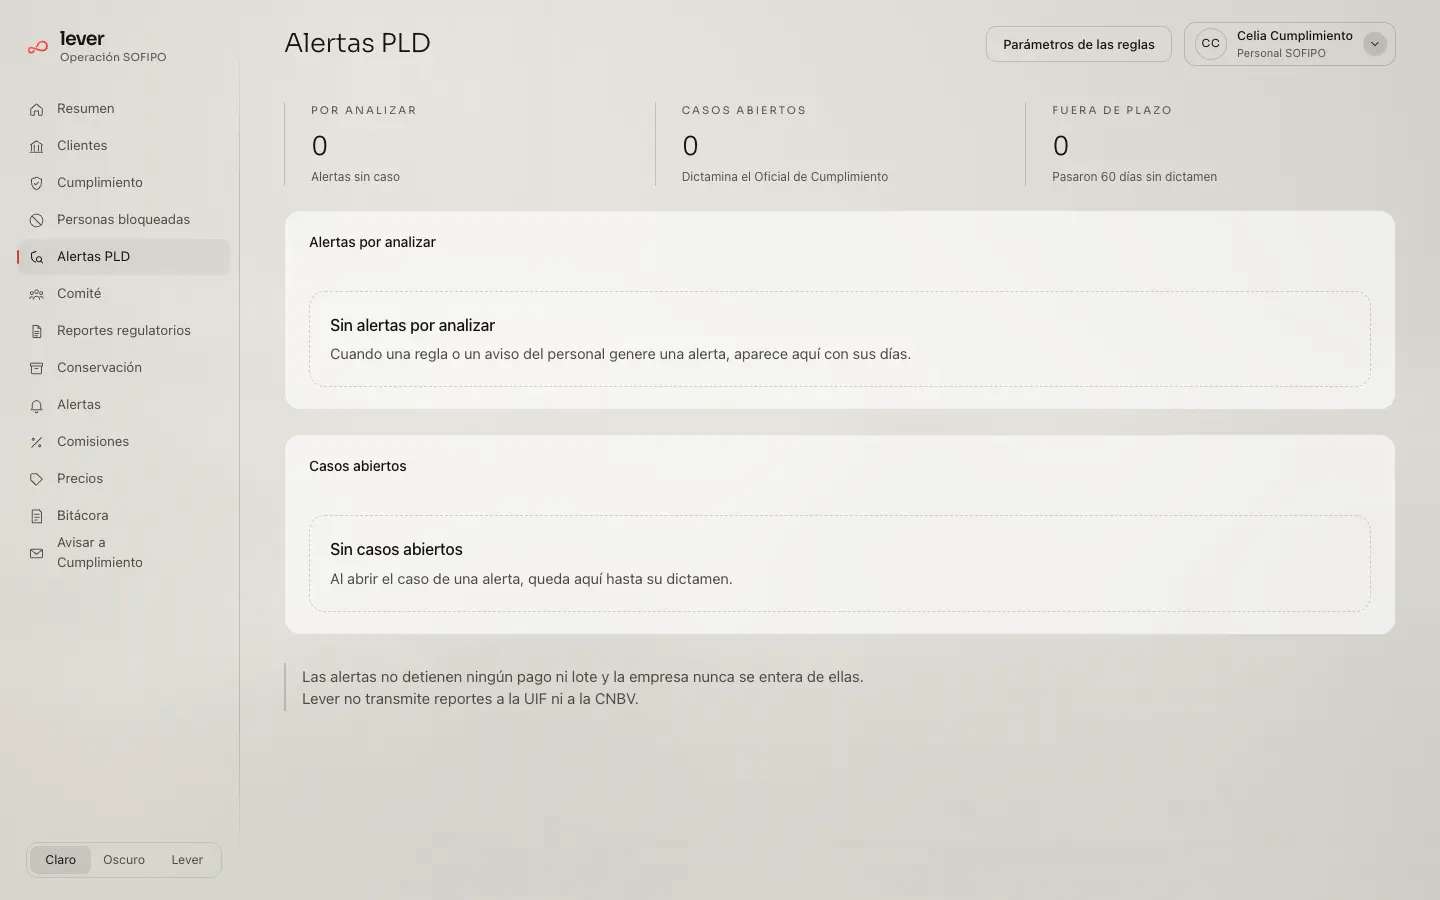 lever
Operación SOFIPO
Resumen
Clientes
Cumplimiento
Personas bloqueadas
Alertas PLD
Comité
Reportes regulatorios
Conservación
Alertas
Comisiones
Precios
Bitácora
Avisar a
Cumplimiento
Claro
Oscuro
Lever
Alertas PLD
Parámetros de las reglas
CC
Celia Cumplimiento
Personal SOFIPO
POR ANALIZAR
0
Alertas sin caso
CASOS ABIERTOS
0
Dictamina el Oficial de Cumplimiento
FUERA DE PLAZO
0
Pasaron 60 días sin dictamen
Alertas por analizar
Sin alertas por analizar
Cuando una regla o un aviso del personal genere una alerta, aparece aquí con sus días.
Casos abiertos
Sin casos abiertos
Al abrir el caso de una alerta, queda aquí hasta su dictamen.
Las alertas no detienen ningún pago ni lote y la empresa nunca se entera de ellas.
Lever no transmite reportes a la UIF ni a la CNBV.